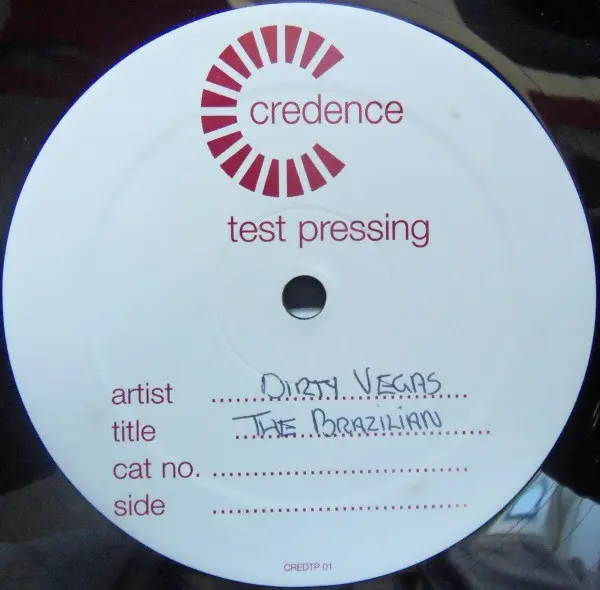 credence
test pressing
artist ........ DIRTY VEGAS ........
title ........ THE BRAZILIAN ........
cat no. ................................
side ................................
CREDTP 01